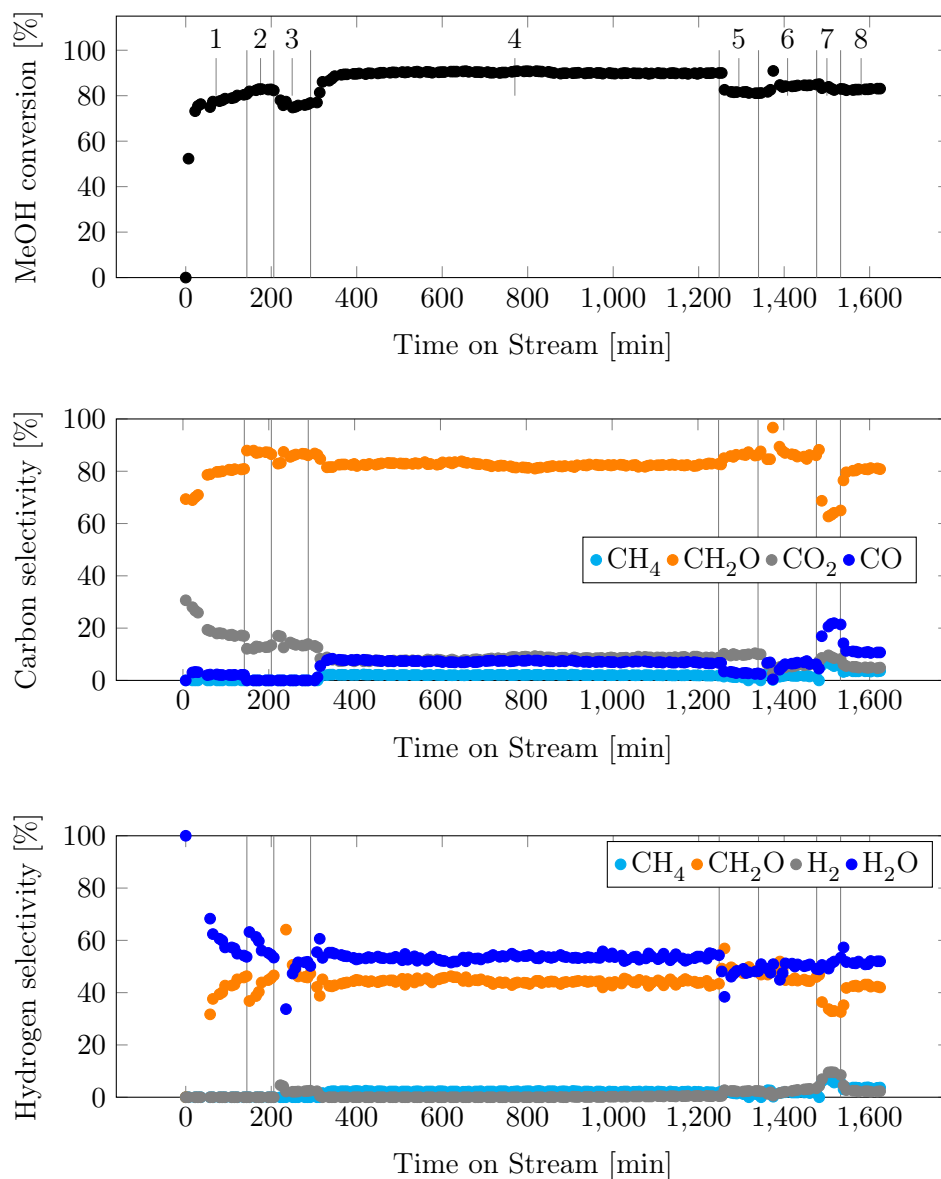 1 2 3 4 5 6 7 8
100
80
60
40
20
0
MeOH conversion [%]
0 200 400 600 800 1,000 1,200 1,400 1,600
Time on Stream [min]
100
80
60
40
20
0
Carbon selectivity [%]
CH₄ CH₂O CO₂ CO
0 200 400 600 800 1,000 1,200 1,400 1,600
Time on Stream [min]
100
80
60
40
20
0
Hydrogen selectivity [%]
CH₄ CH₂O H₂ H₂O
0 200 400 600 800 1,000 1,200 1,400 1,600
Time on Stream [min]